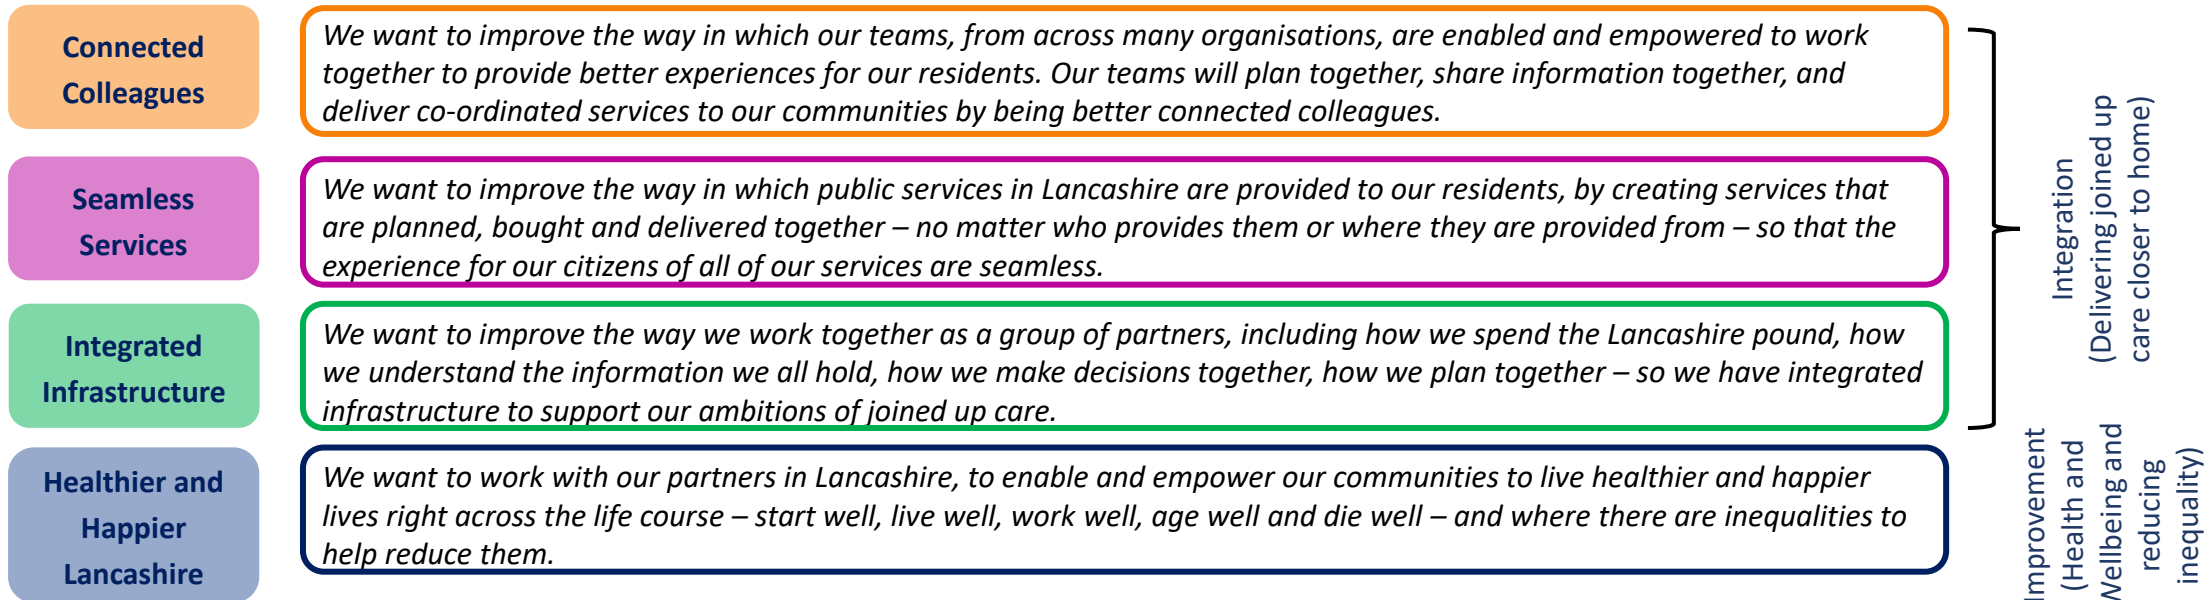 Connected
Colleagues
We want to improve the way in which our teams, from across many organisations, are enabled and empowered to work
together to provide better experiences for our residents. Our teams will plan together, share information together, and
deliver co-ordinated services to our communities by being better connected colleagues.
Seamless
Services
We want to improve the way in which public services in Lancashire are provided to our residents, by creating services that
are planned, bought and delivered together – no matter who provides them or where they are provided from – so that the
experience for our citizens of all of our services are seamless.
Integrated
Infrastructure
We want to improve the way we work together as a group of partners, including how we spend the Lancashire pound, how
we understand the information we all hold, how we make decisions together, how we plan together – so we have integrated
infrastructure to support our ambitions of joined up care.
Healthier and
Happier
Lancashire
We want to work with our partners in Lancashire, to enable and empower our communities to live healthier and happier
lives right across the life course – start well, live well, work well, age well and die well – and where there are inequalities to
help reduce them.
Integration
(Delivering joined up
care closer to home)
Improvement
(Health and
Wellbeing and
reducing
inequality)